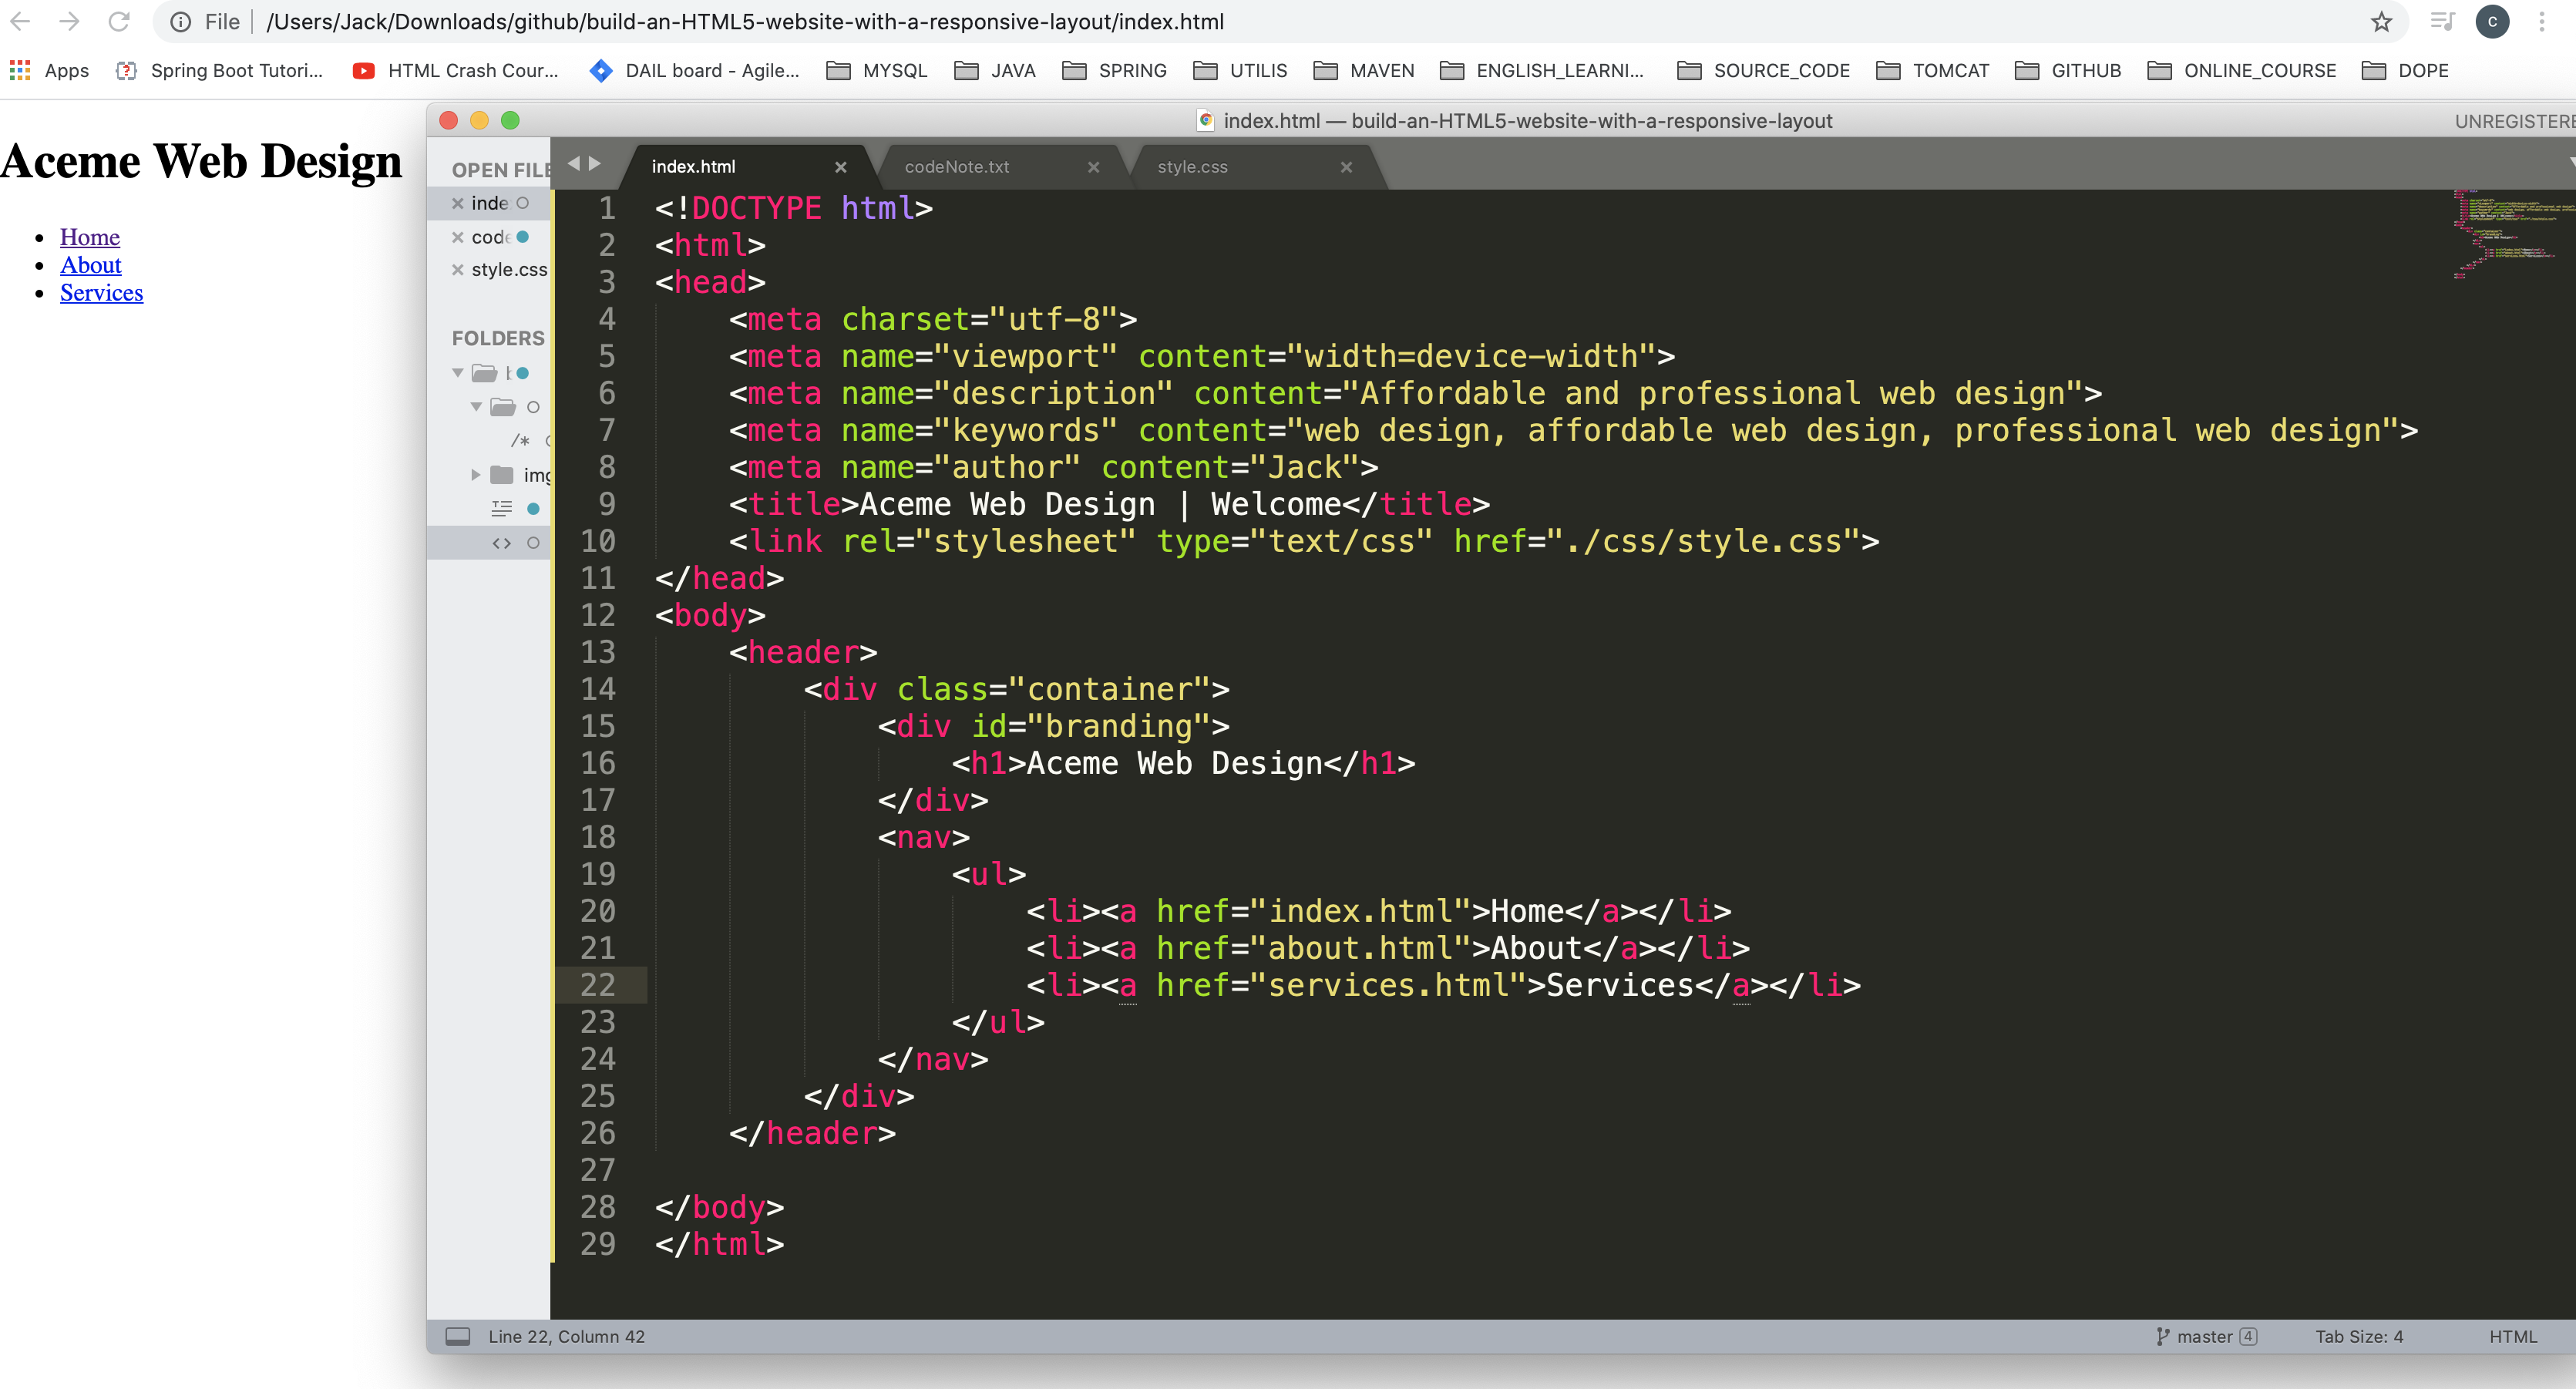 File /Users/Jack/Downloads/github/build-an-HTML5-website-with-a-responsive-layout/index.html C
Apps Spring Boot Tutori... HTML Crash Cour... DAIL board - Agile... MYSQL JAVA SPRING UTILIS MAVEN ENGLISH_LEARNI... SOURCE_CODE TOMCAT GITHUB ONLINE_COURSE DOPE
Aceme Web Design
Home
About
Services
index.html — build-an-HTML5-website-with-a-responsive-layout UNREGISTERE
OPEN FILE
inde
code
style.css
FOLDERS
b
/*
img
<>
index.html codeNote.txt style.css
1 <!DOCTYPE html>
2 <html>
3 <head>
4 <meta charset="utf-8">
5 <meta name="viewport" content="width=device-width">
6 <meta name="description" content="Affordable and professional web design">
7 <meta name="keywords" content="web design, affordable web design, professional web design">
8 <meta name="author" content="Jack">
9 <title>Aceme Web Design | Welcome</title>
10 <link rel="stylesheet" type="text/css" href="./css/style.css">
11 </head>
12 <body>
13 <header>
14 <div class="container">
15 <div id="branding">
16 <h1>Aceme Web Design</h1>
17 </div>
18 <nav>
19 <ul>
20 <li><a href="index.html">Home</a></li>
21 <li><a href="about.html">About</a></li>
22 <li><a href="services.html">Services</a></li>
23 </ul>
24 </nav>
25 </div>
26 </header>
27
28 </body>
29 </html>
Line 22, Column 42 master 4 Tab Size: 4 HTML